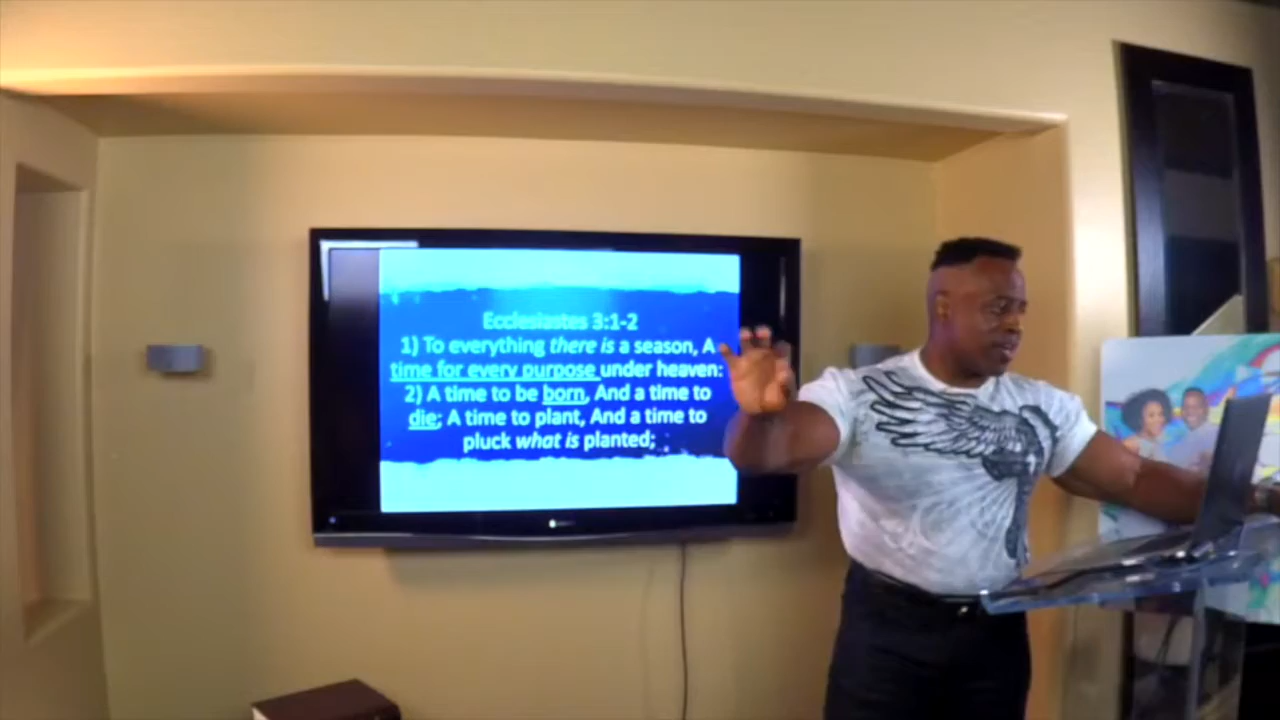 Ecclesiastes 3:1-2
1) To everything there is a season, A
time for every purpose under heaven:
2) A time to be born, And a time to
die; A time to plant, And a time to
pluck what is planted;